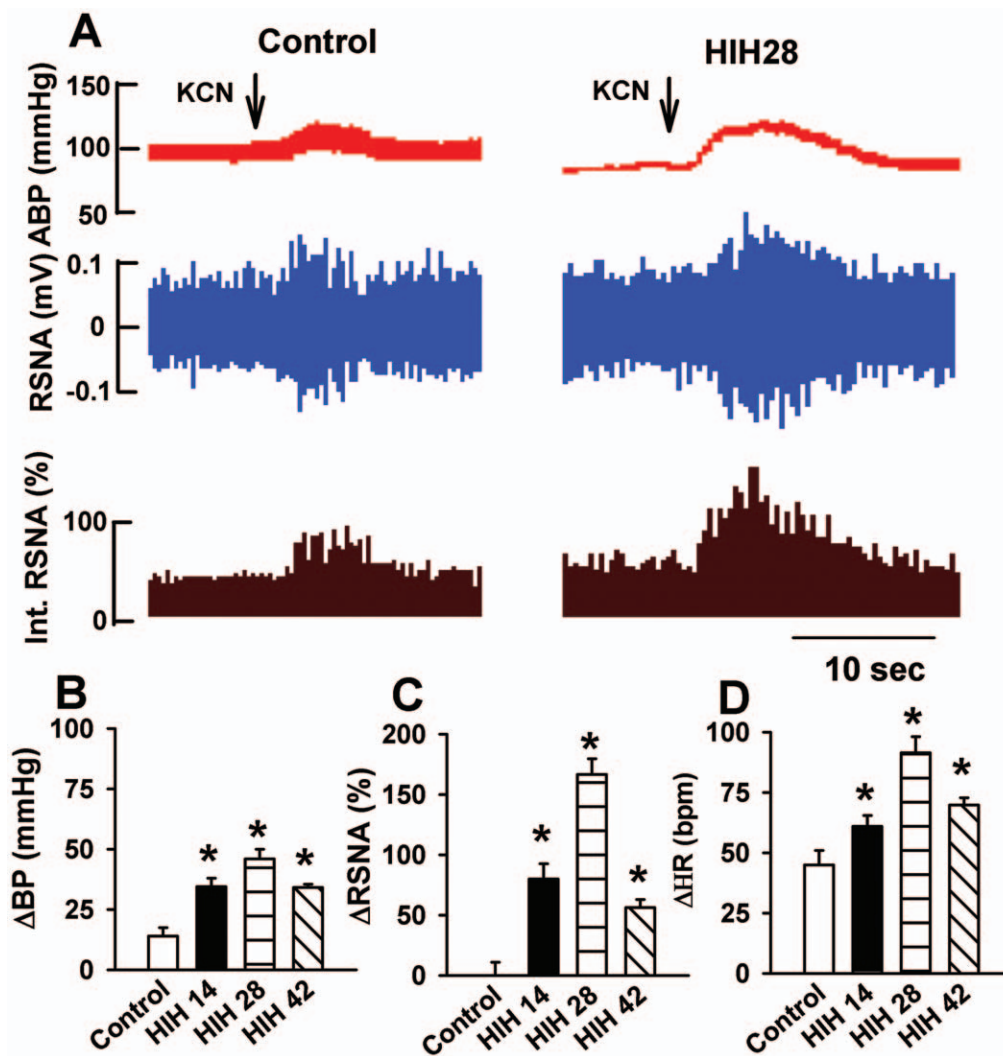 A
Control
HIH28
KCN
KCN
ABP (mmHg)
150
100
50
RSNA (mV)
0.1
0
-0.1
Int. RSNA (%)
100
0
10 sec
B
ΔBP (mmHg)
100
75
50
25
0
* * *
Control HIH 14 HIH 28 HIH 42
C
ΔRSNA (%)
200
150
100
50
0
* * *
Control HIH 14 HIH 28 HIH 42
D
ΔHR (bpm)
100
75
50
25
0
* * *
Control HIH 14 HIH 28 HIH 42